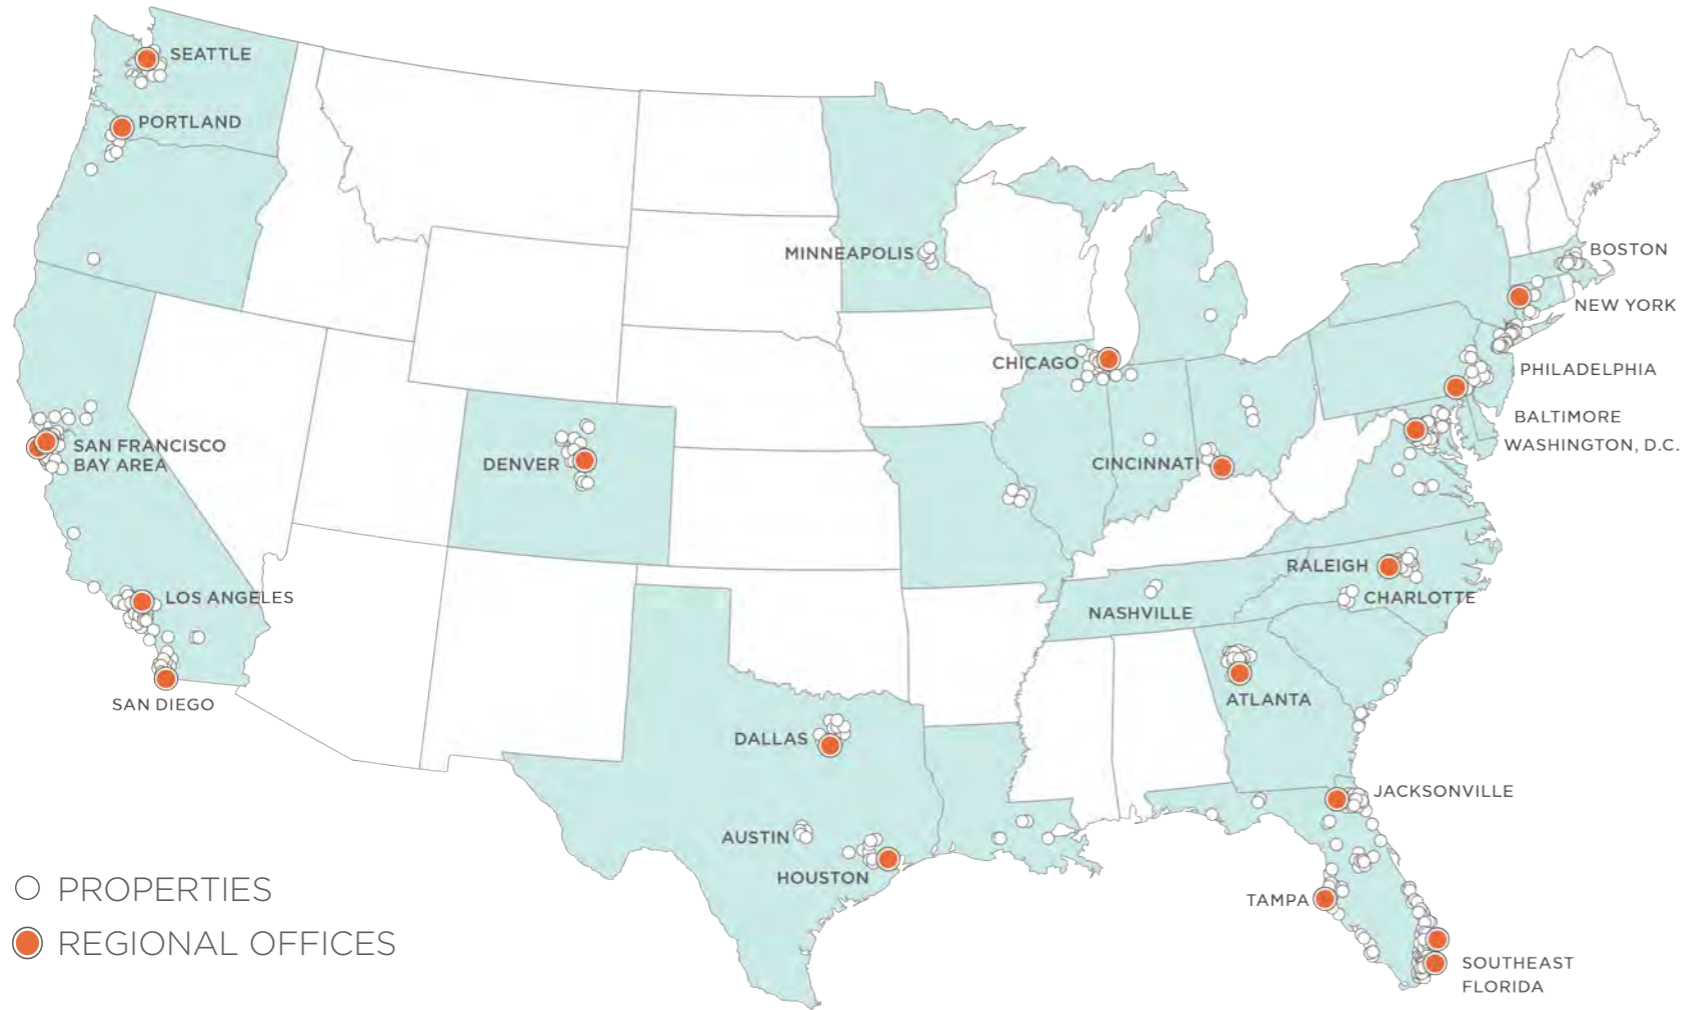 SEATTLE
PORTLAND
MINNEAPOLIS
BOSTON
NEW YORK
CHICAGO
PHILADELPHIA
BALTIMORE
WASHINGTON, D.C.
SAN FRANCISCO
BAY AREA
DENVER
CINCINNATI
RALEIGH
CHARLOTTE
LOS ANGELES
NASHVILLE
SAN DIEGO
ATLANTA
DALLAS
JACKSONVILLE
AUSTIN
HOUSTON
TAMPA
PROPERTIES
REGIONAL OFFICES
SOUTHEAST
FLORIDA